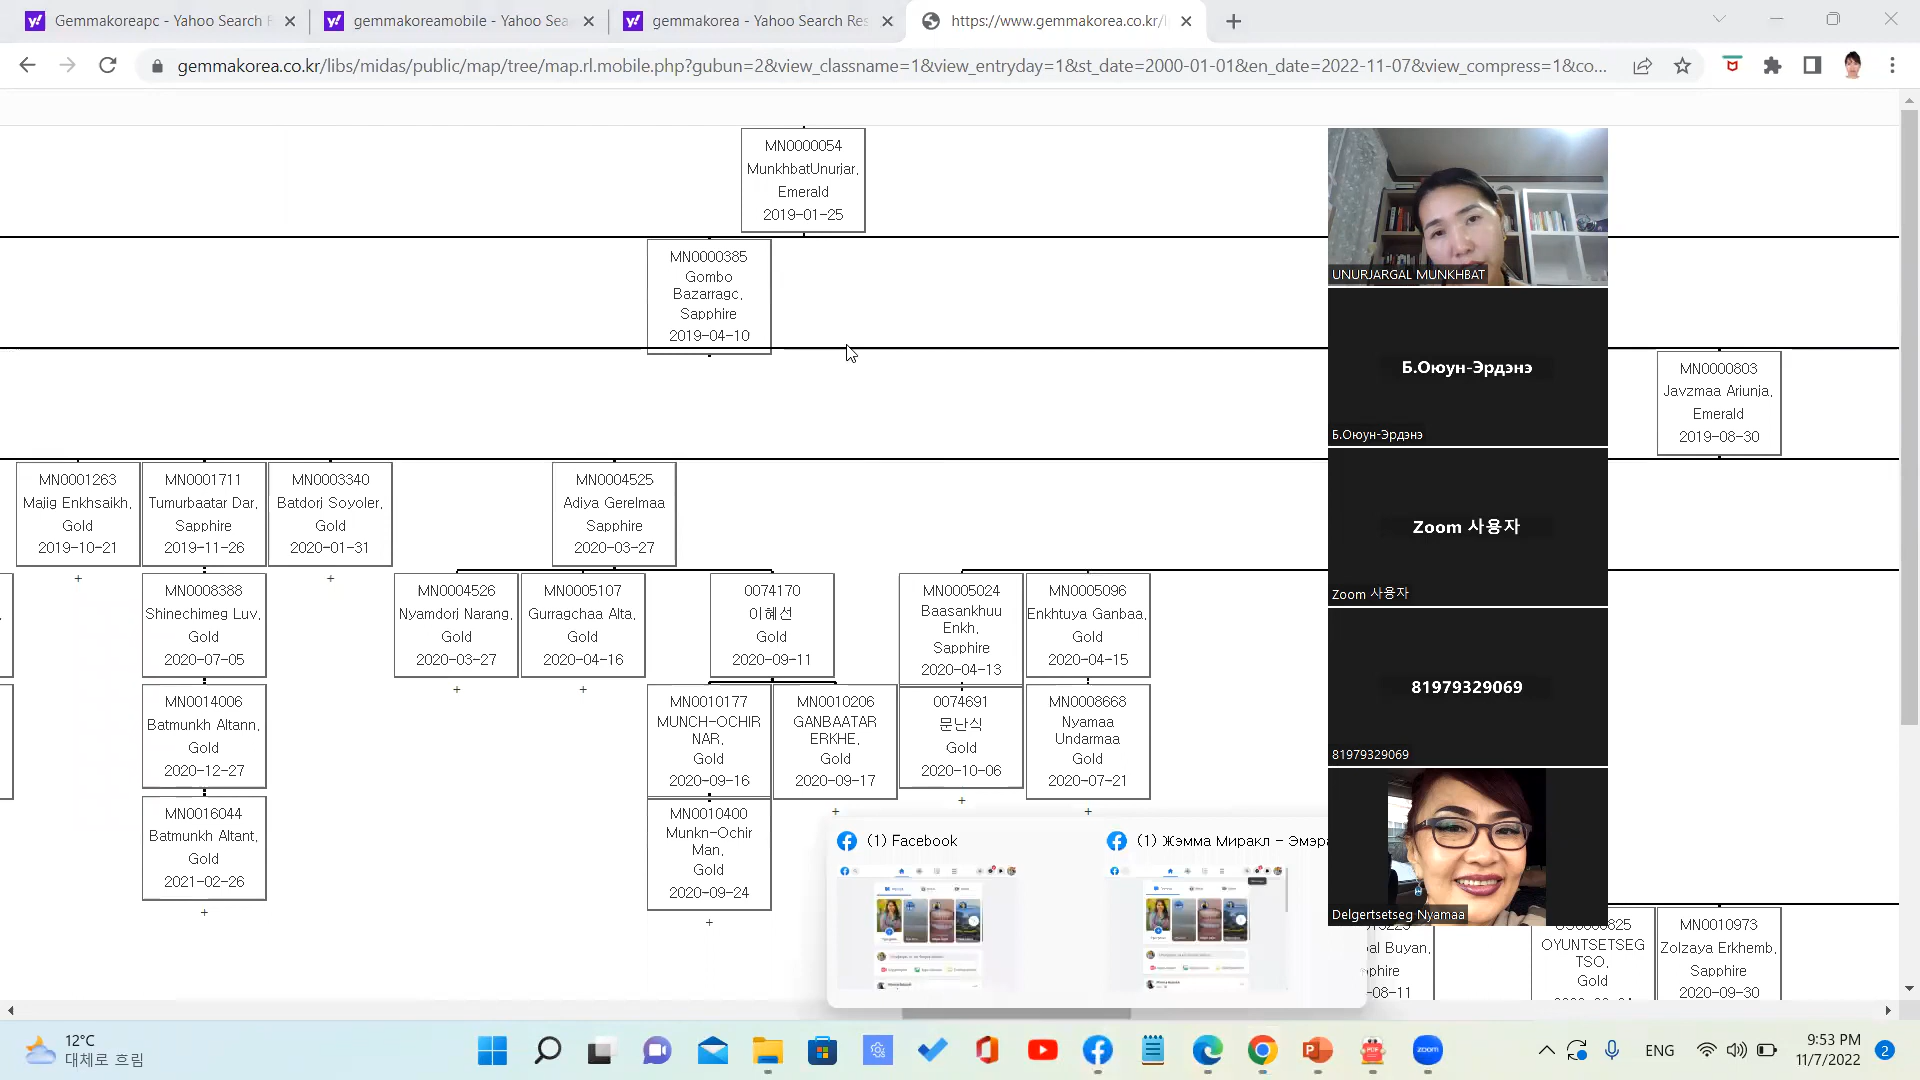 Gemmakoreapc - Yahoo Search R
gemmakoreamobile - Yahoo Sea
gemmakorea - Yahoo Search Res
https://www.gemmakorea.co.kr/l
gemmakorea.co.kr/libs/midas/public/map/tree/map.rl.mobile.php?gubun=2&view_classname=1&view_entryday=1&st_date=2000-01-01&en_date=2022-11-07&view_compress=1&co...
MN0000054
MunkhbatUnurjar,
Emerald
2019-01-25
MN0000385
Gombo
Bazarragc,
Sapphire
2019-04-10
MN0000803
Javzmaa Ariunja,
Emerald
2019-08-30
MN0001263
Majig Enkhsaikh,
Gold
2019-10-21
+
MN0001711
Tumurbaatar Dar,
Sapphire
2019-11-26
MN0003340
Batdorj Soyoler,
Gold
2020-01-31
+
MN0004525
Adiya Gerelmaa
Sapphire
2020-03-27
MN0008388
Shinechimeg Luv,
Gold
2020-07-05
MN0004526
Nyamdorj Narang,
Gold
2020-03-27
+
MN0005107
Gurragchaa Alta,
Gold
2020-04-16
+
0074170
이혜선
Gold
2020-09-11
MN0005024
Baasankhuu
Enkh,
Sapphire
2020-04-13
MN0005096
Enkhtuya Ganbaa,
Gold
2020-04-15
MN0014006
Batmunkh Altann,
Gold
2020-12-27
MN0010177
MUNCH-OCHIR
NAR,
Gold
2020-09-16
MN0010206
GANBAATAR
ERKHE,
Gold
2020-09-17
+
0074691
문난식
Gold
2020-10-06
+
MN0008668
Nyamaa
Undarmaa
Gold
2020-07-21
+
MN0016044
Batmunkh Altant,
Gold
2021-02-26
+
MN0010400
Munkn-Ochir
Man,
Gold
2020-09-24
+
al Buyan,
phire
-08-11
825
OYUNTSETSEG
TSO,
Gold
MN0010973
Zolzaya Erkhemb,
Sapphire
2020-09-30
UNURJARGAL MUNKHBAT
Б.Оюун-Эрдэнэ
Б.Оюун-Эрдэнэ
Zoom 사용자
Zoom 사용자
81979329069
81979329069
Delgertsetseg Nyamaa
(1) Facebook
(1) Жэмма Миракл - Эмэра
12°C
대체로 흐림
zoom
ENG
9:53 PM
11/7/2022
2